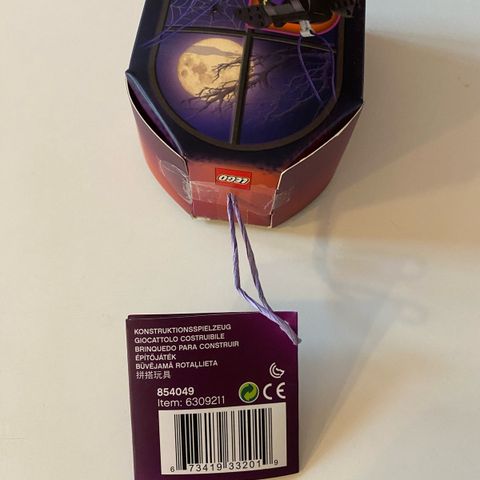 LEGO
KONSTRUKTIONSSPIELZEUG
GIOCATTOLO COSTRUIBILE
BRINQUEDO PARA CONSTRUIR
ÉPÍTŐJÁTÉK
BŪVĒJAMĀ ROTAĻLIETA
拼搭玩具
854049
Item: 6309211
CE
6 73419 33201 9